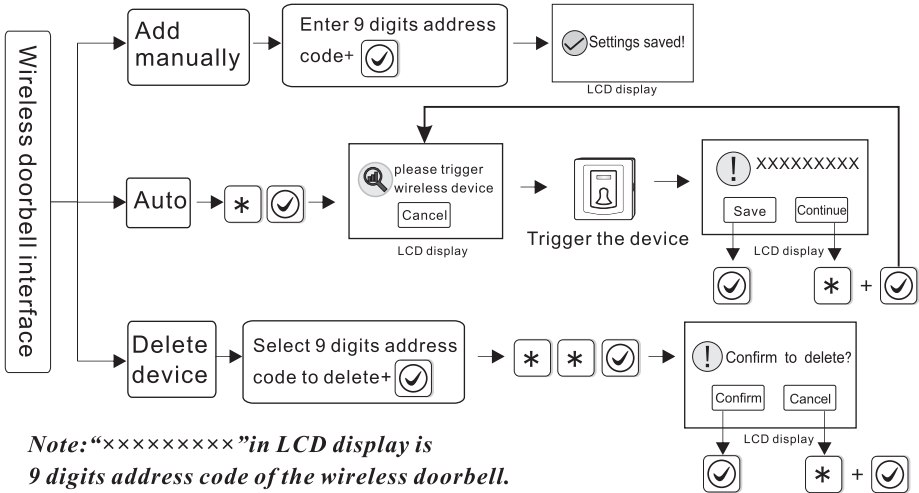 Wireless doorbell interface
Add
manually
Enter 9 digits address
code+
Settings saved!
LCD display
Auto
*
please trigger
wireless device
Cancel
LCD display
Trigger the device
! XXXXXXXXX
Save
Continue
LCD display
* +
Delete
device
Select 9 digits address
code to delete+
* *
! Confirm to delete?
Confirm
Cancel
LCD display
* +
Note:“×××××××××”in LCD display is
9 digits address code of the wireless doorbell.